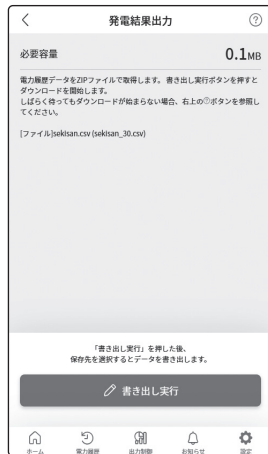 発電結果出力
?
必要容量 0.1MB
電力履歴データをZIPファイルで取得します。書き出し実行ボタンを押すと
ダウンロードを開始します。
しばらく待ってもダウンロードが始まらない場合、右上の?ボタンを参照し
てください。
[ファイル]sekisan.csv (sekisan_30.csv)
「書き出し実行」を押した後、
保存先を選択するとデータを書き出します。
書き出し実行
ホーム 電力履歴 出力制御 お知らせ 設定